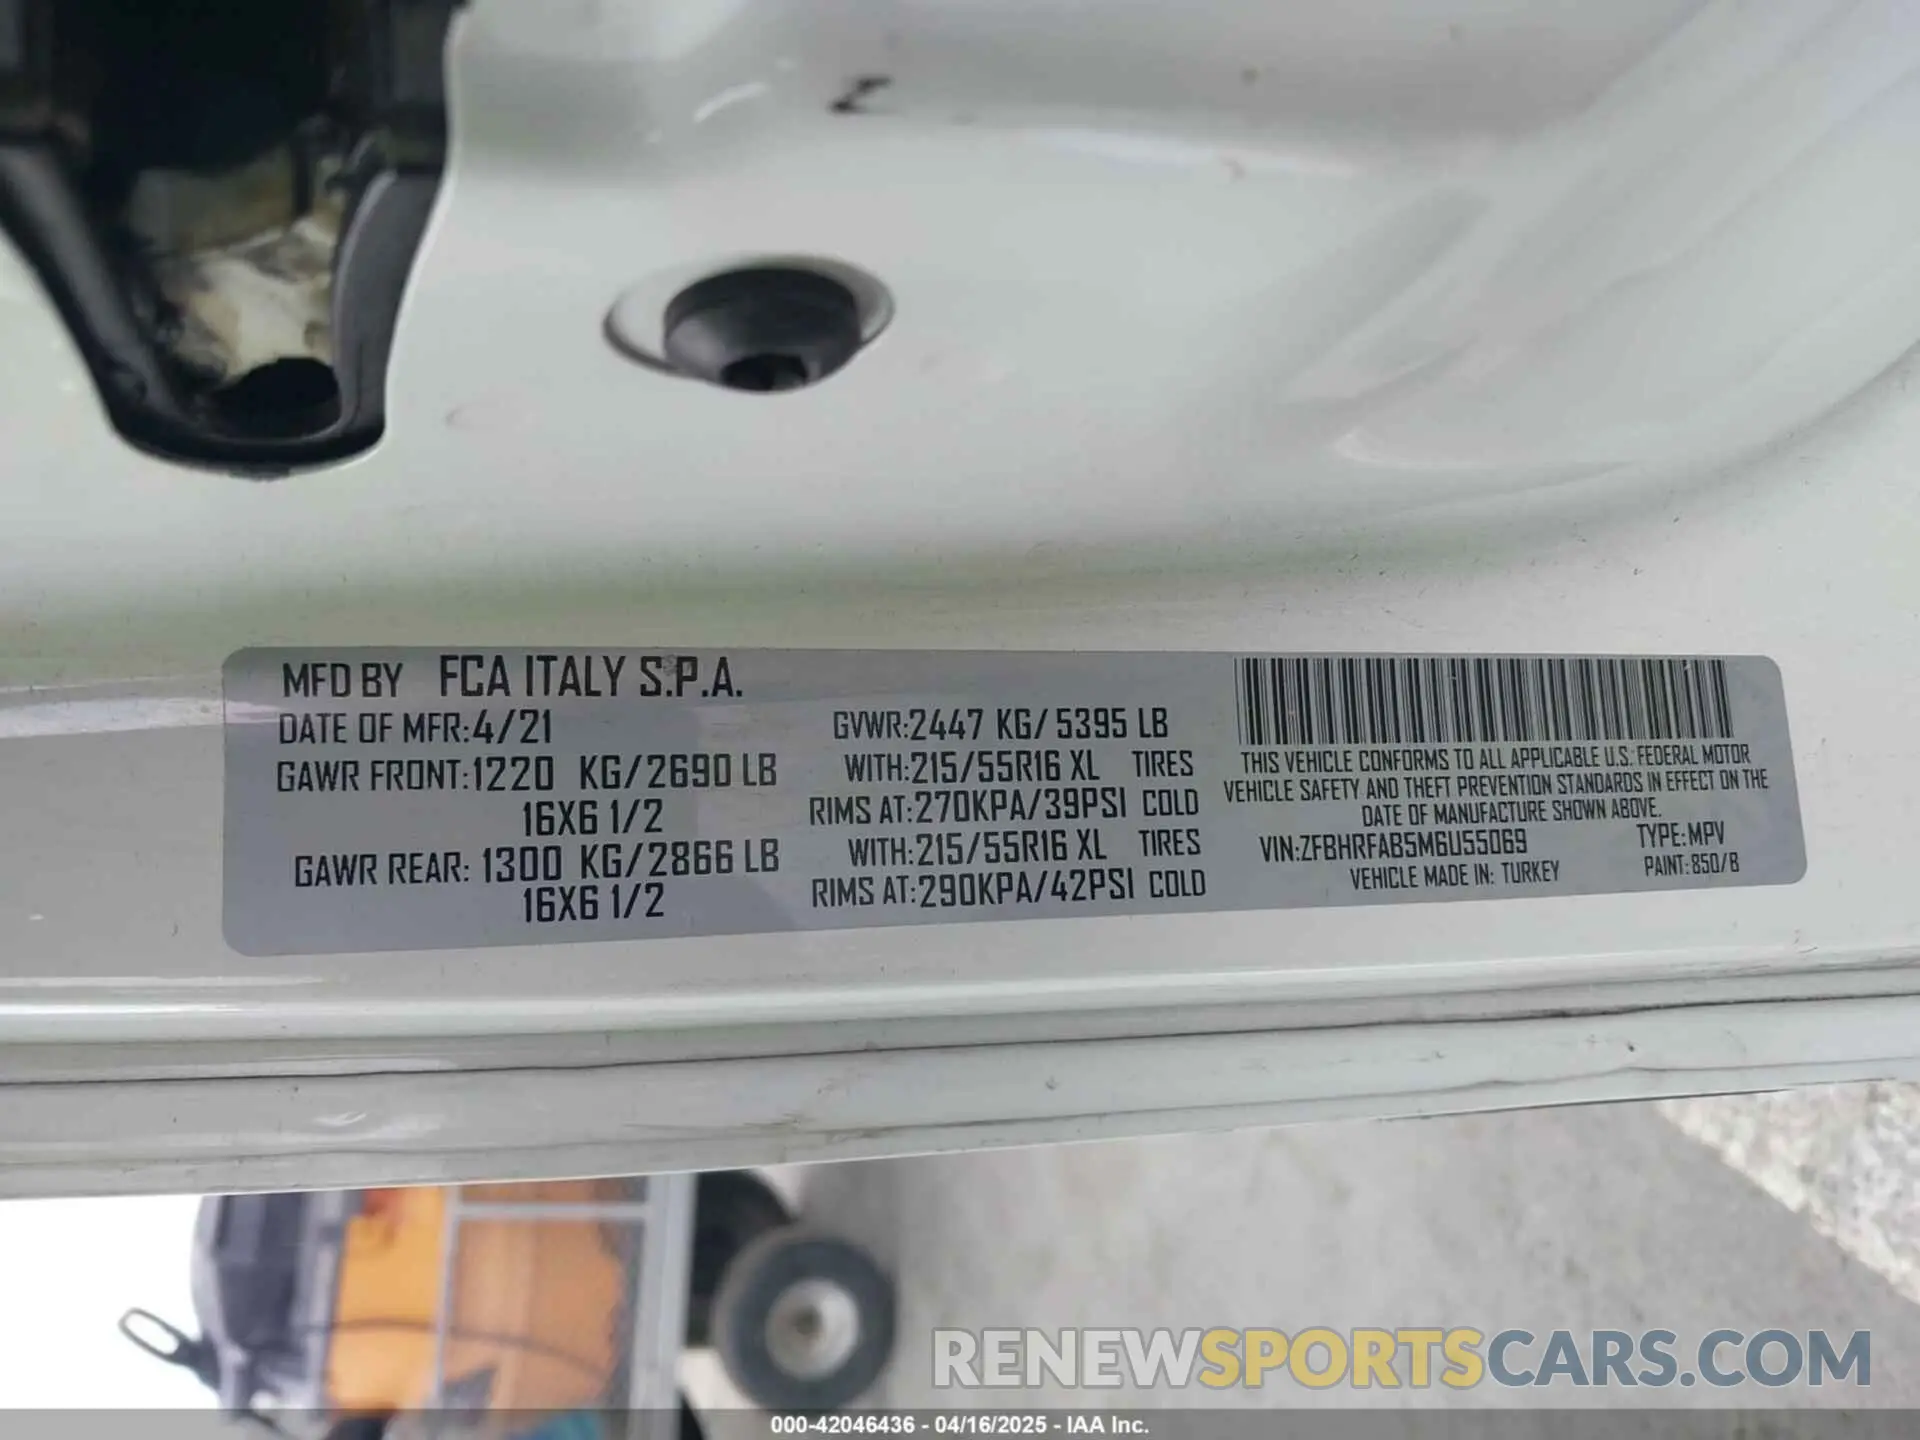 MFD BY FCA ITALY S.P.A.
DATE OF MFR:4/21
GAWR FRONT:1220 KG/2690 LB
16X6 1/2
GAWR REAR: 1300 KG/2866 LB
16X6 1/2
GVWR:2447 KG/ 5395 LB
WITH:215/55R16 XL TIRES
RIMS AT:270KPA/39PSI COLD
WITH:215/55R16 XL TIRES
RIMS AT:290KPA/42PSI COLD
THIS VEHICLE CONFORMS TO ALL APPLICABLE U.S. FEDERAL MOTOR
VEHICLE SAFETY AND THEFT PREVENTION STANDARDS IN EFFECT ON THE
DATE OF MANUFACTURE SHOWN ABOVE.
VIN:ZFBHRFAB5M6U55069 TYPE:MPV
VEHICLE MADE IN: TURKEY PAINT:850/B
RENEWSPORTSCARS.COM
000-42046436 - 04/16/2025 - IAA Inc.